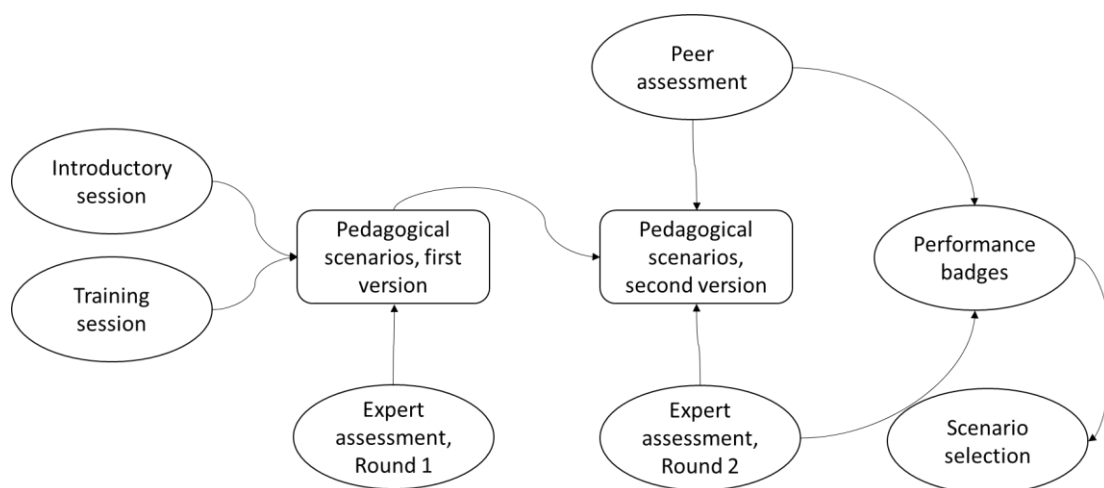 Peer
assessment
Introductory
session
Training
session
Pedagogical
scenarios, first
version
Pedagogical
scenarios,
second version
Performance
badges
Expert
assessment,
Round 1
Expert
assessment,
Round 2
Scenario
selection